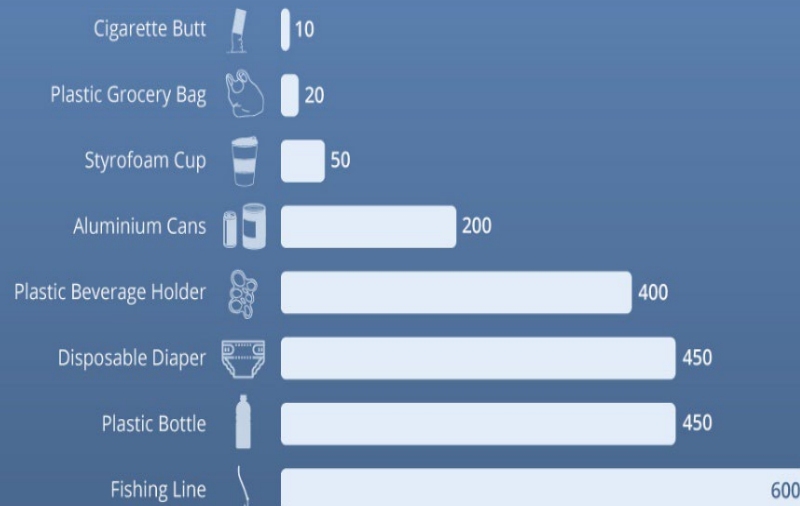 Cigarette Butt 10
Plastic Grocery Bag 20
Styrofoam Cup 50
Aluminium Cans 200
Plastic Beverage Holder 400
Disposable Diaper 450
Plastic Bottle 450
Fishing Line 600